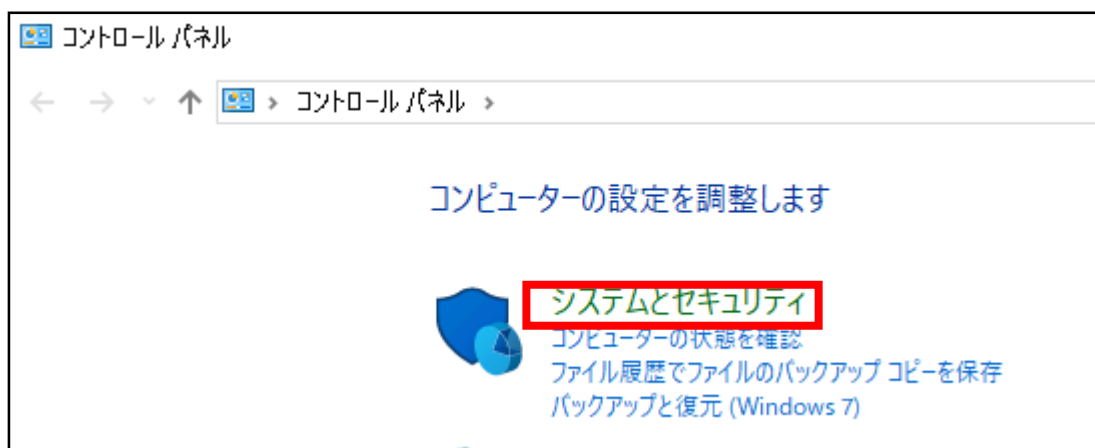 コントロール パネル
コントロール パネル
コンピューターの設定を調整します
システムとセキュリティ
コンピューターの状態を確認
ファイル履歴でファイルのバックアップ コピーを保存
バックアップと復元 (Windows 7)